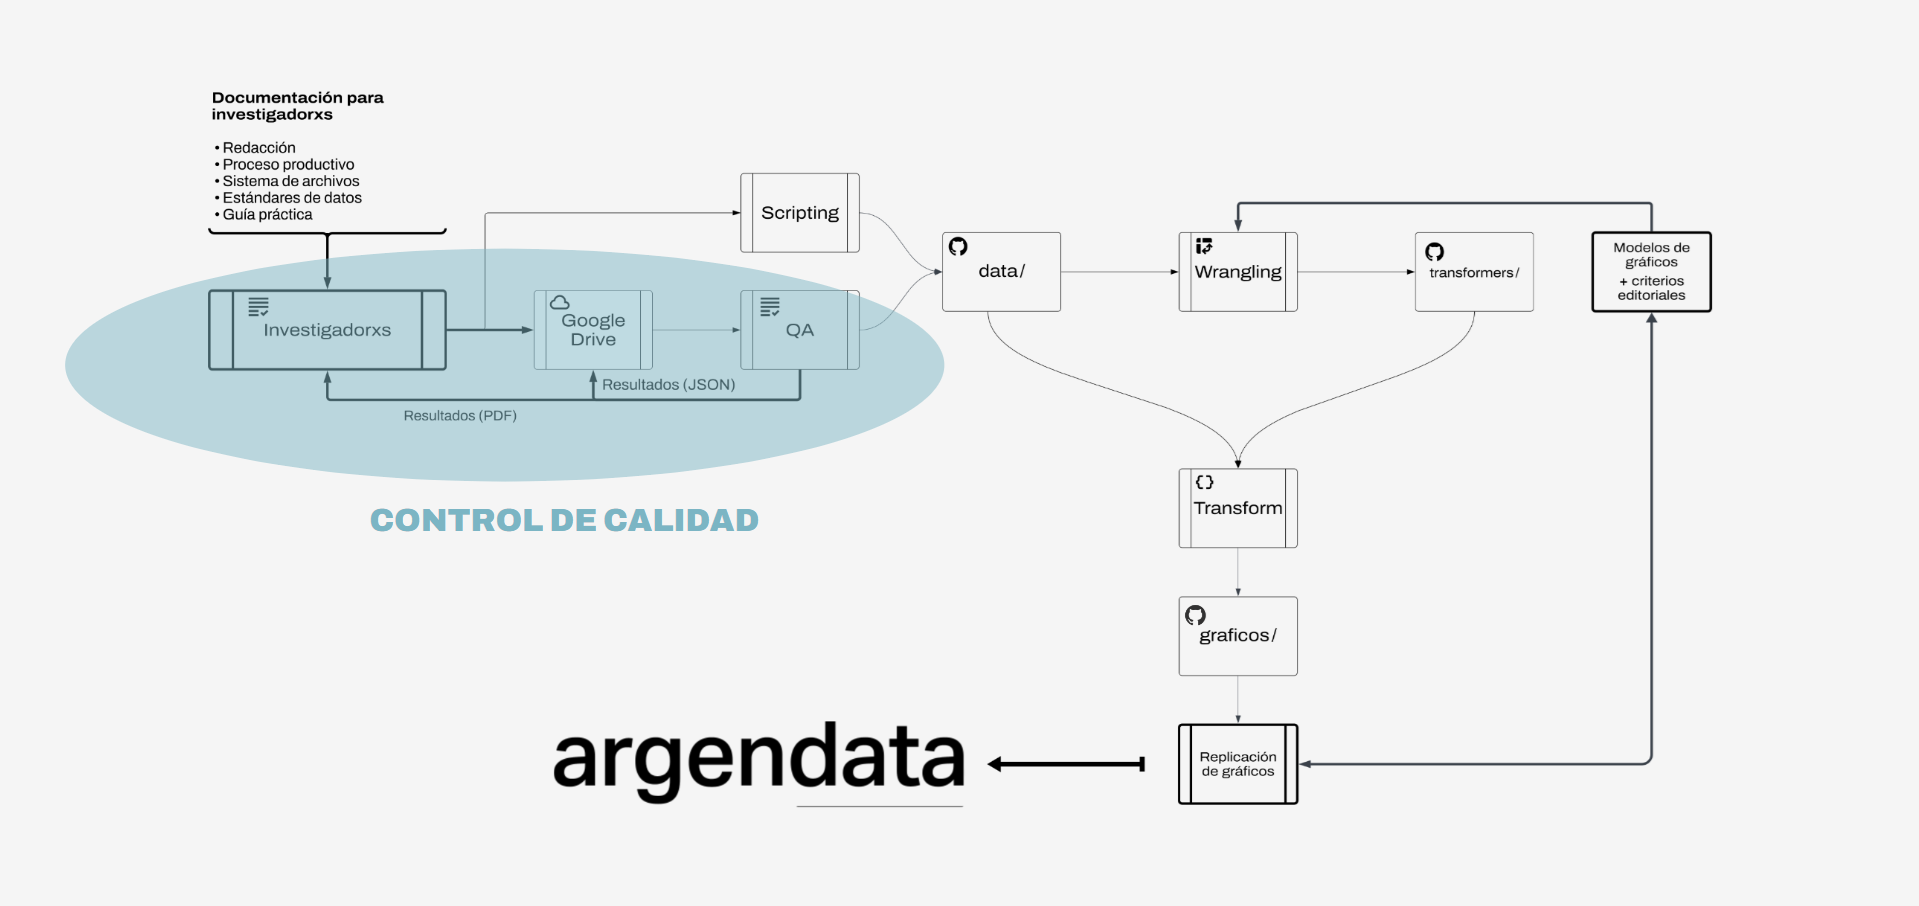 Documentación para
investigadorxs
• Redacción
• Proceso productivo
• Sistema de archivos
• Estándares de datos
• Guía práctica
Scripting
Investigadorxs
Google
Drive
QA
Resultados (JSON)
Resultados (PDF)
CONTROL DE CALIDAD
data/
Wrangling
transformers/
Modelos de
gráficos
+ criterios
editoriales
Transform
graficos/
Replicación
de gráficos
argendata